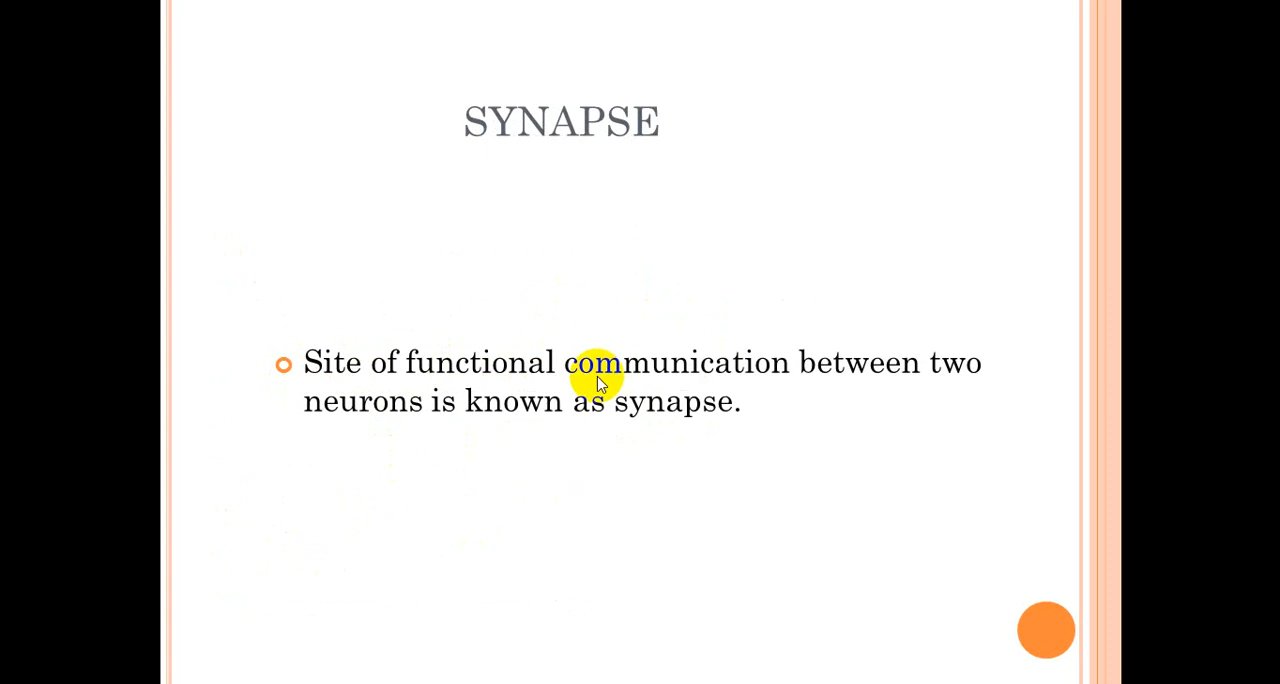 SYNAPSE
Site of functional communication between two
neurons is known as synapse.